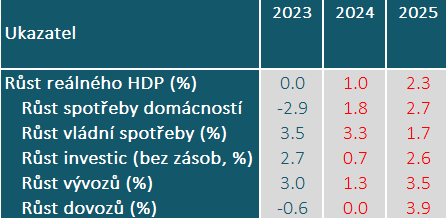 Ukazatel 2023 2024 2025
Růst reálného HDP (%) 0.0 1.0 2.3
Růst spotřeby domácností -2.9 1.8 2.7
Růst vládní spotřeby (%) 3.5 3.3 1.7
Růst investic (bez zásob, %) 2.7 0.7 2.6
Růst vývozů (%) 3.0 1.3 3.5
Růst dovozů (%) -0.6 0.0 3.9